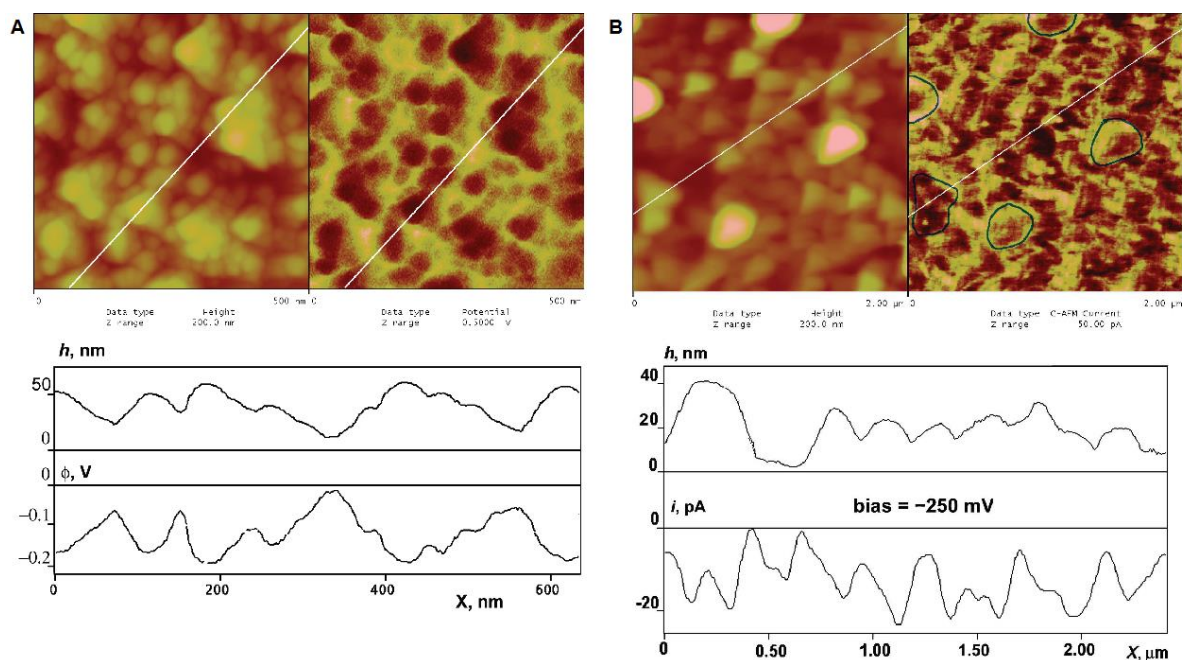 A
0
500 nm
0
500 nm
Data type Height
Z range 200.0 nm
Data type Potential
Z range 0.5000 V
h, nm
50
0
0
ϕ, V
−0.1
−0.2
0
200
400
600
X, nm
B
0
2.00 µm
0
2.00 µm
Data type Height
Z range 200.0 nm
Data type C-AFM Current
Z range 50.00 pA
h, nm
40
20
0
0
i, pA
bias = −250 mV
-20
0
0.50
1.00
1.50
2.00
X, µm